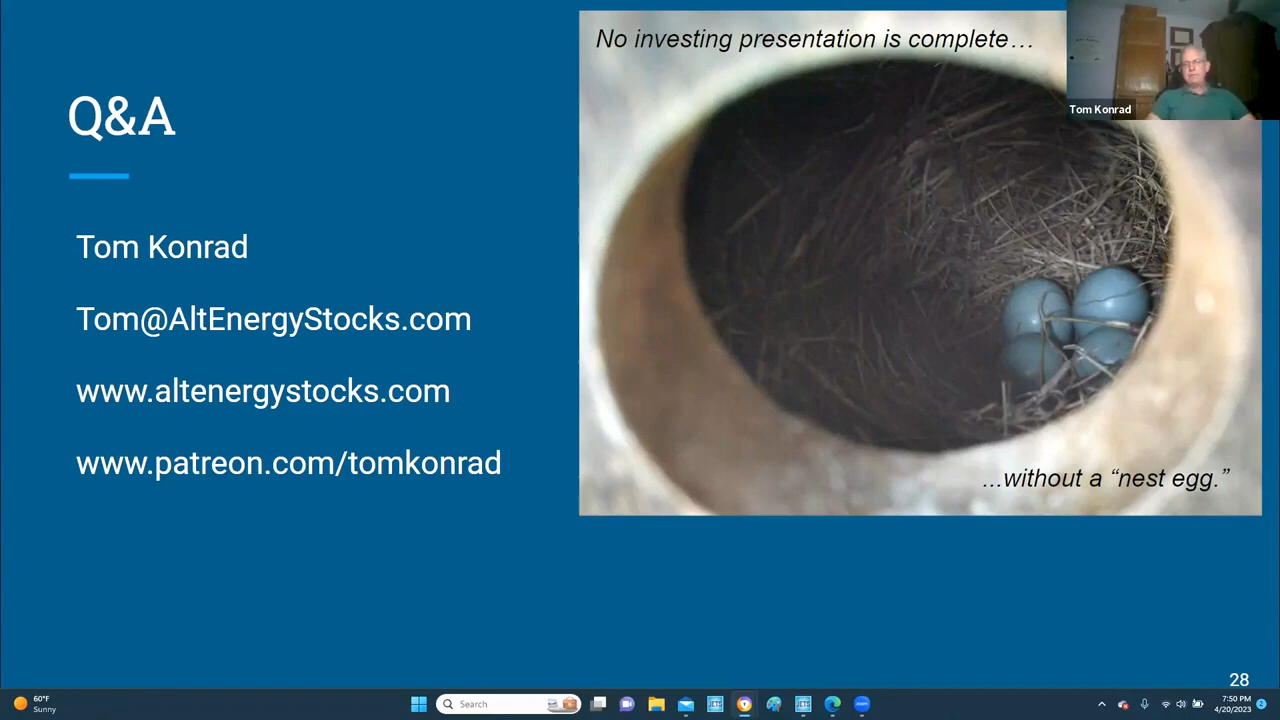 No investing presentation is complete…
Tom Konrad
Q&A
Tom Konrad
Tom@AltEnergyStocks.com
www.altenergystocks.com
www.patreon.com/tomkonrad
...without a “nest egg.”
28
60°F
Sunny
Search
7:50 PM
4/20/2023